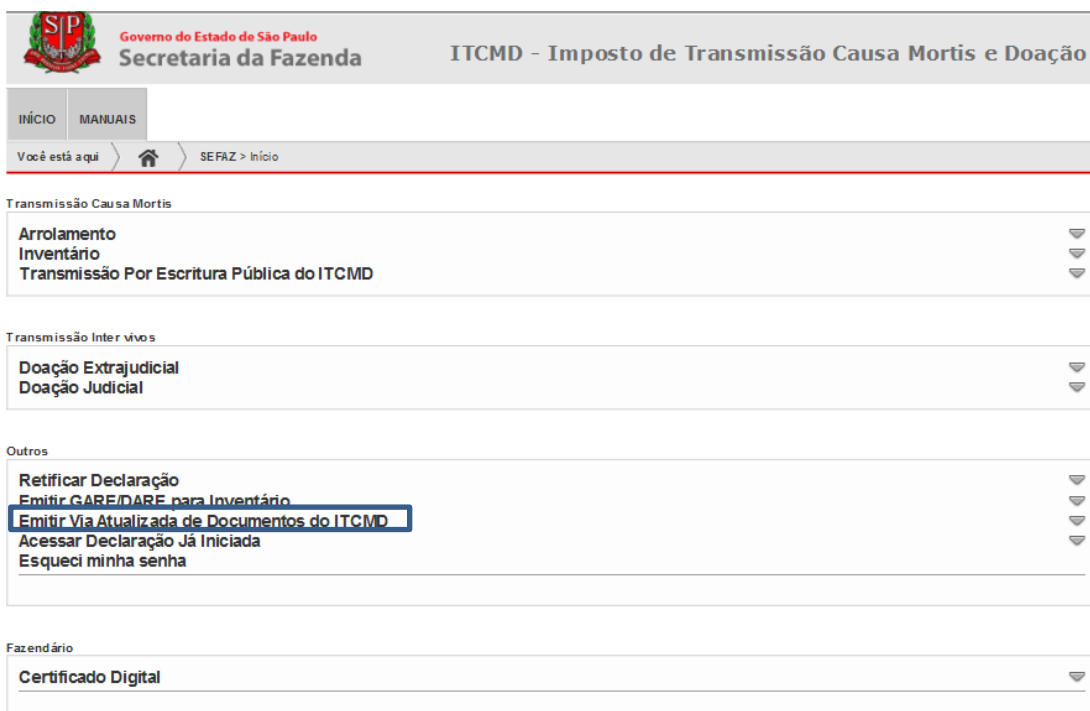 SP
Governo do Estado de São Paulo
Secretaria da Fazenda
ITCMD - Imposto de Transmissão Causa Mortis e Doação
INÍCIO MANUAIS
Você está aqui SEFAZ > Início
Transmissão Causa Mortis
Arrolamento
Inventário
Transmissão Por Escritura Pública do ITCMD
Transmissão Inter vivos
Doação Extrajudicial
Doação Judicial
Outros
Retificar Declaração
Emitir GARE/DARE para Inventário
Emitir Via Atualizada de Documentos do ITCMD
Acessar Declaração Já Iniciada
Esqueci minha senha
Fazendário
Certificado Digital